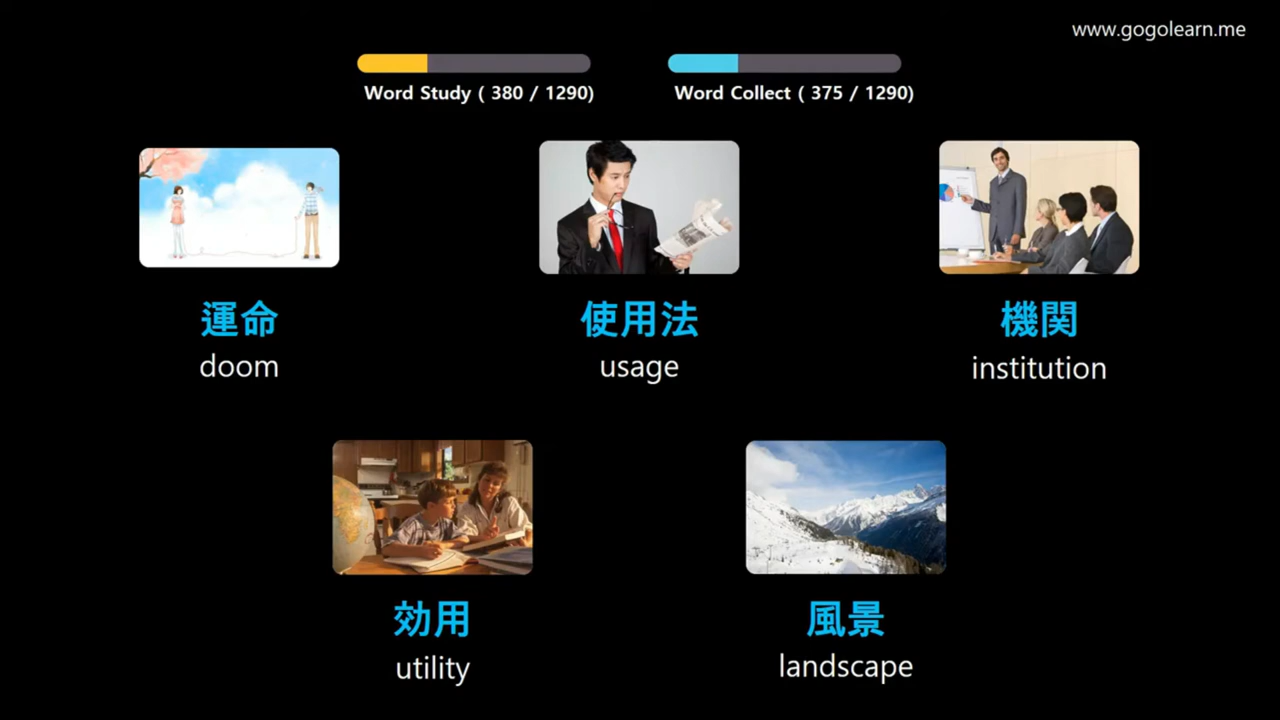 www.gogolearn.me
Word Study ( 380 / 1290)
Word Collect ( 375 / 1290)
運命
doom
使用法
usage
機関
institution
効用
utility
風景
landscape